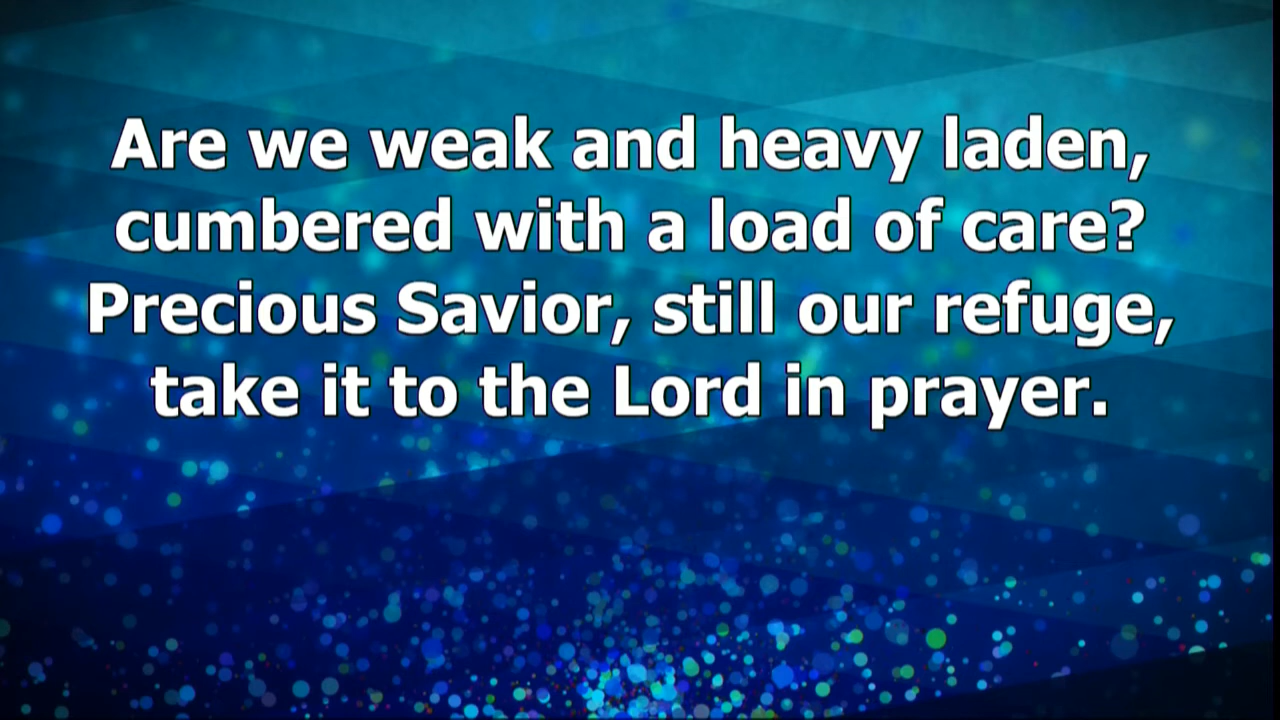 Are we weak and heavy laden,
cumbered with a load of care?
Precious Savior, still our refuge,
take it to the Lord in prayer.